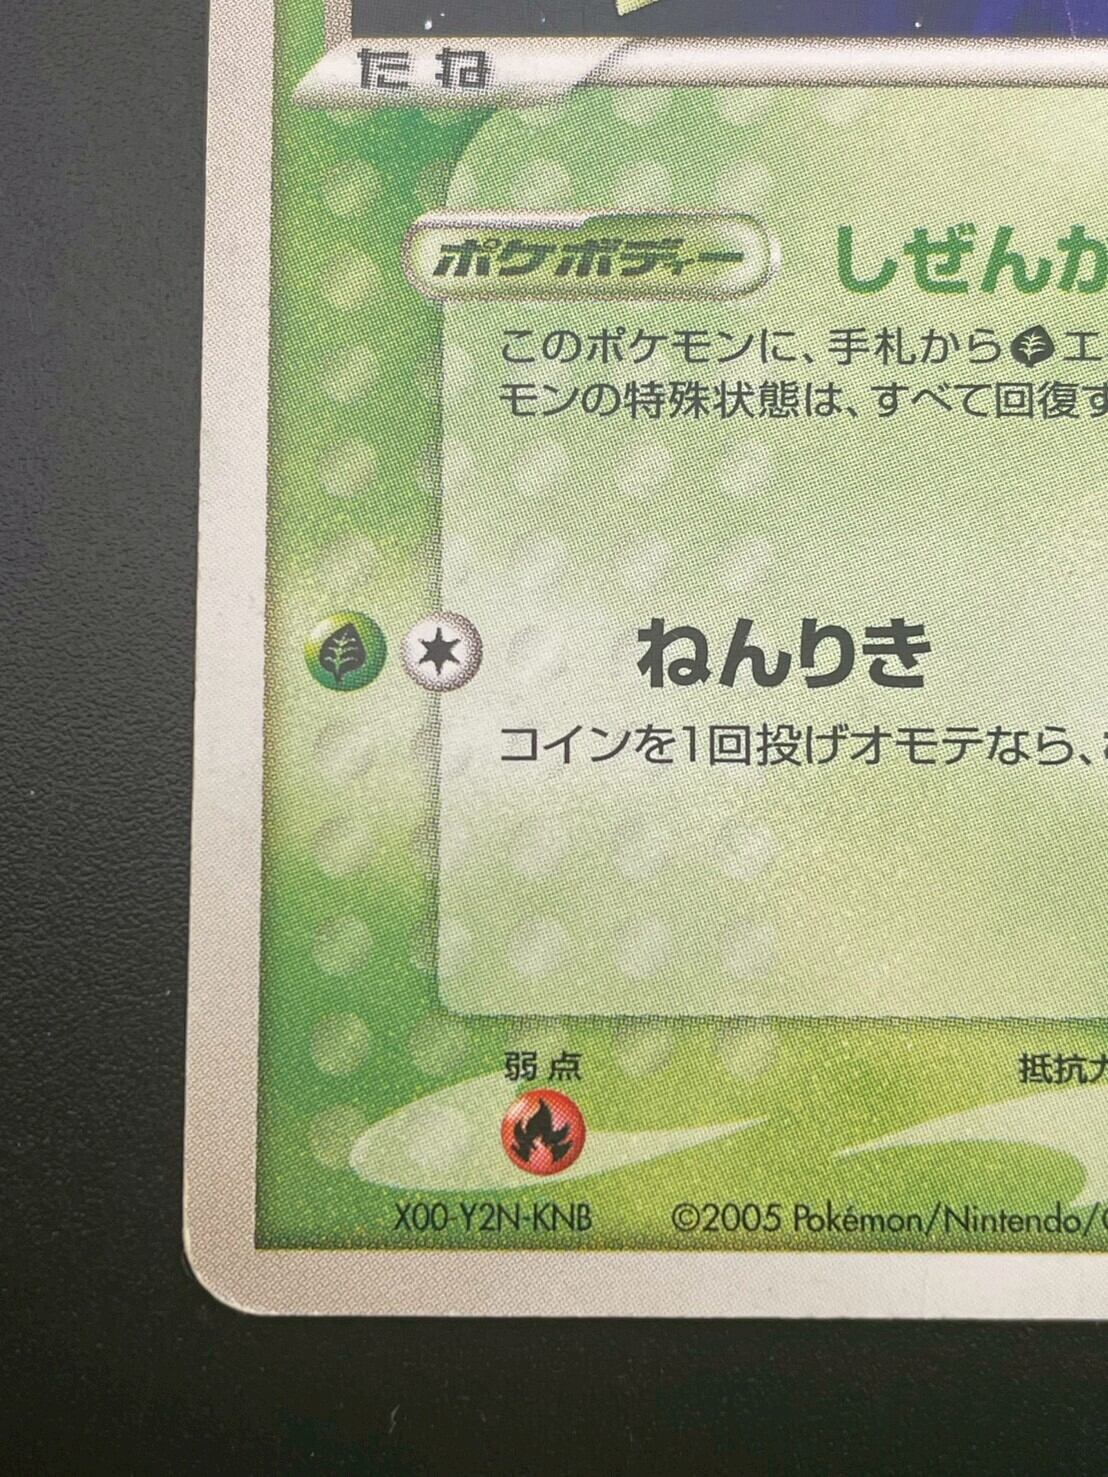 たね
ポケボディー しぜんか
このポケモンに、手札からエ
モンの特殊状態は、すべて回復す
ねんりき
コインを1回投げオモテなら、
弱点 抵抗力
X00-Y2N-KNB ©2005 Pokémon/Nintendo/